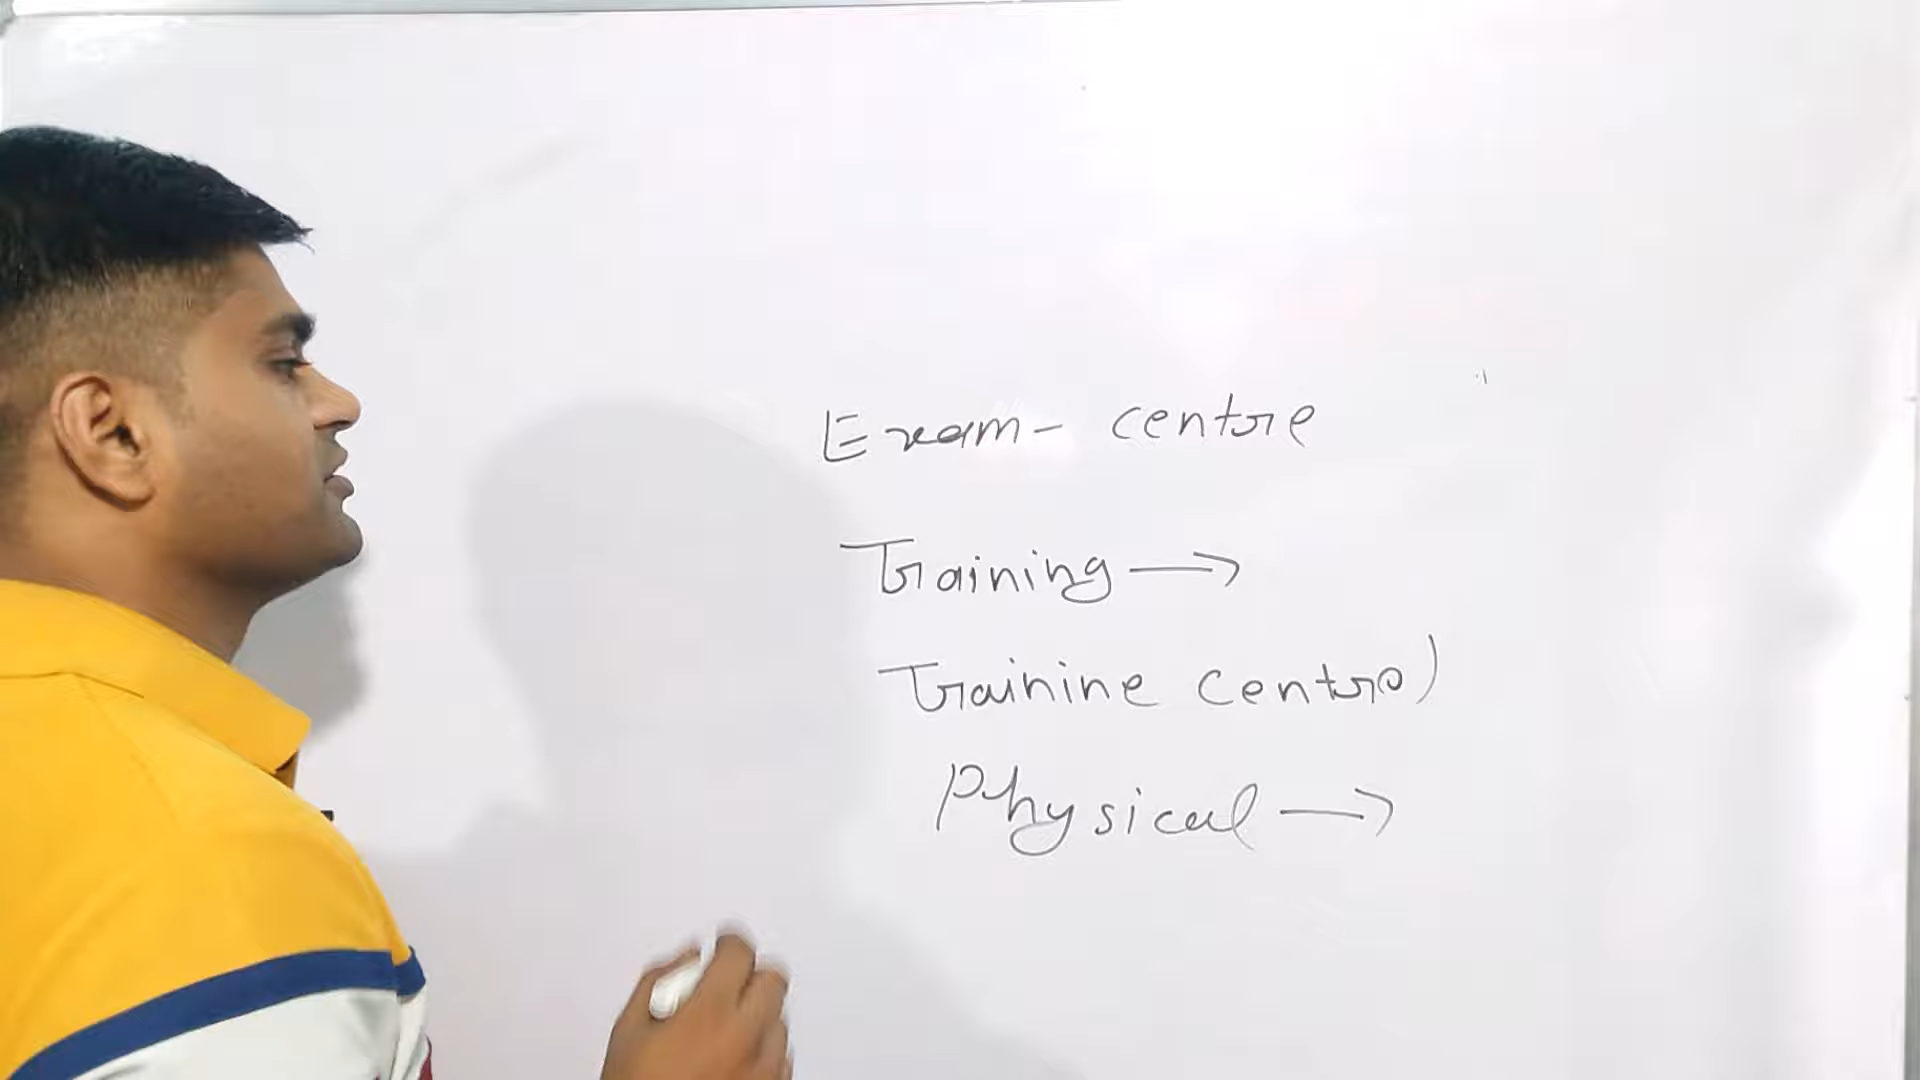 Exam- centre
Training →
Trainine centre)
Physical →